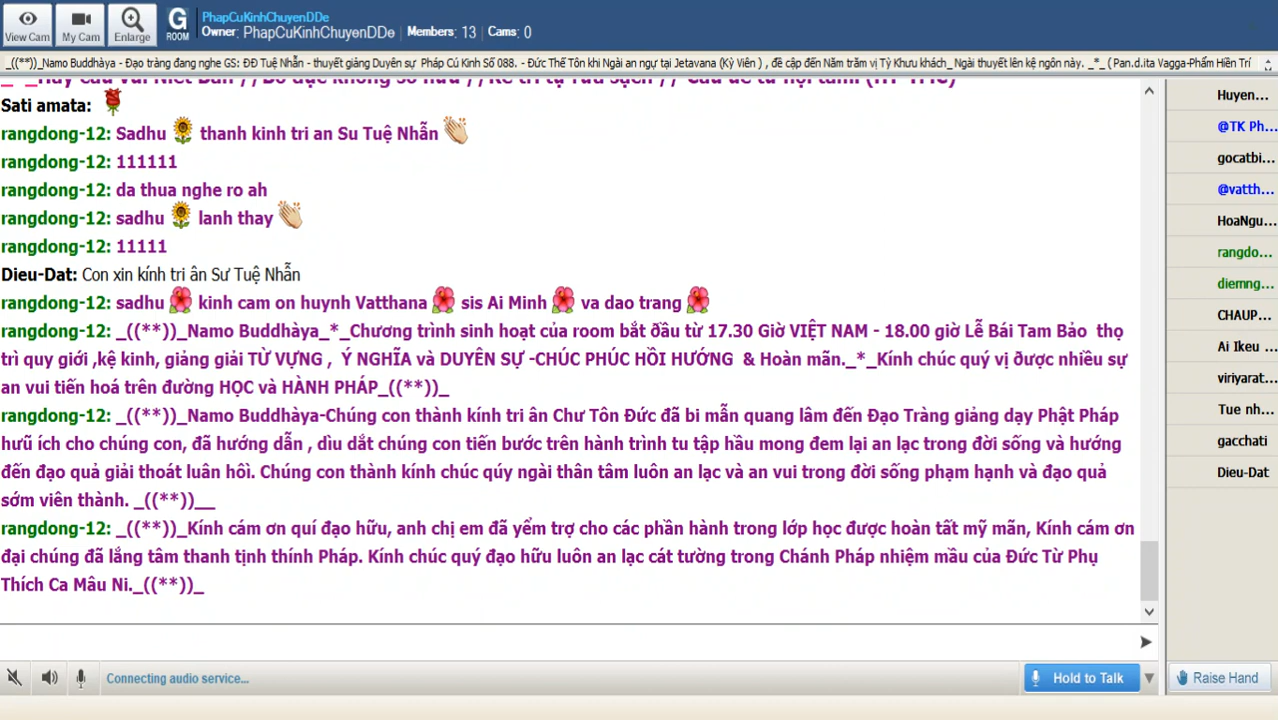 PhapCuKinhChuyenDDe
Owner: PhapCuKinhChuyenDDe Members: 13 Cams: 0
View Cam
My Cam
Enlarge
G
ROOM
_((**))_Namo Buddhàya - Đạo tràng đang nghe GS: ĐĐ Tuệ Nhẫn - thuyết giảng Duyên sự Pháp Cú Kinh Số 088. - Đức Thế Tôn khi Ngài an ngự tại Jetavana (Kỳ Viên) , đề cập đến Năm trăm vị Tỳ Khưu khách_ Ngài thuyết lên kệ ngôn này. _*_ ( Pan.d.ita Vagga-Phẩm Hiền Trí
Sati amata:
rangdong-12: Sadhu thanh kinh tri an Su Tuệ Nhẫn
rangdong-12: 111111
rangdong-12: da thua nghe ro ah
rangdong-12: sadhu lanh thay
rangdong-12: 11111
Dieu-Dat: Con xin kính tri ân Sư Tuệ Nhẫn
rangdong-12: sadhu kinh cam on huynh Vatthana sis Ai Minh va dao trang
rangdong-12: _((**))_Namo Buddhàya_*_Chương trình sinh hoạt của room bắt đầu từ 17.30 Giờ VIỆT NAM - 18.00 giờ Lễ Bái Tam Bảo thọ
trì quy giới ,kệ kinh, giảng giải TỪ VỰNG , Ý NGHĨA và DUYÊN SỰ -CHÚC PHÚC HỒI HƯỚNG & Hoàn mãn._*_Kính chúc quý vị được nhiều sự
an vui tiến hoá trên đường HỌC và HÀNH PHÁP_((**))_
rangdong-12: _((**))_Namo Buddhàya-Chúng con thành kính tri ân Chư Tôn Đức đã bi mẫn quang lâm đến Đạo Tràng giảng dạy Phật Pháp
hưũ ích cho chúng con, đã hướng dẫn , dìu dắt chúng con tiến bước trên hành trình tu tập hầu mong đem lại an lạc trong đời sống và hướng
đến đạo quả giải thoát luân hồi. Chúng con thành kính chúc qúy ngài thân tâm luôn an lạc và an vui trong đời sống phạm hạnh và đạo quả
sớm viên thành. _((**))__
rangdong-12: _((**))_Kính cám ơn quí đạo hữu, anh chị em đã yểm trợ cho các phần hành trong lớp học được hoàn tất mỹ mãn, Kính cám ơn
đại chúng đã lắng tâm thanh tịnh thính Pháp. Kính chúc quý đạo hữu luôn an lạc cát tường trong Chánh Pháp nhiệm mầu của Đức Từ Phụ
Thích Ca Mâu Ni._((**))_
Huyen...
@TK Ph...
gocatbi...
@vatth...
HoaNgu...
rangdo...
diemng...
CHAUP...
Ai Ikeu ...
viriyarat...
Tue nh...
gacchati
Dieu-Dat
Connecting audio service...
Hold to Talk
Raise Hand